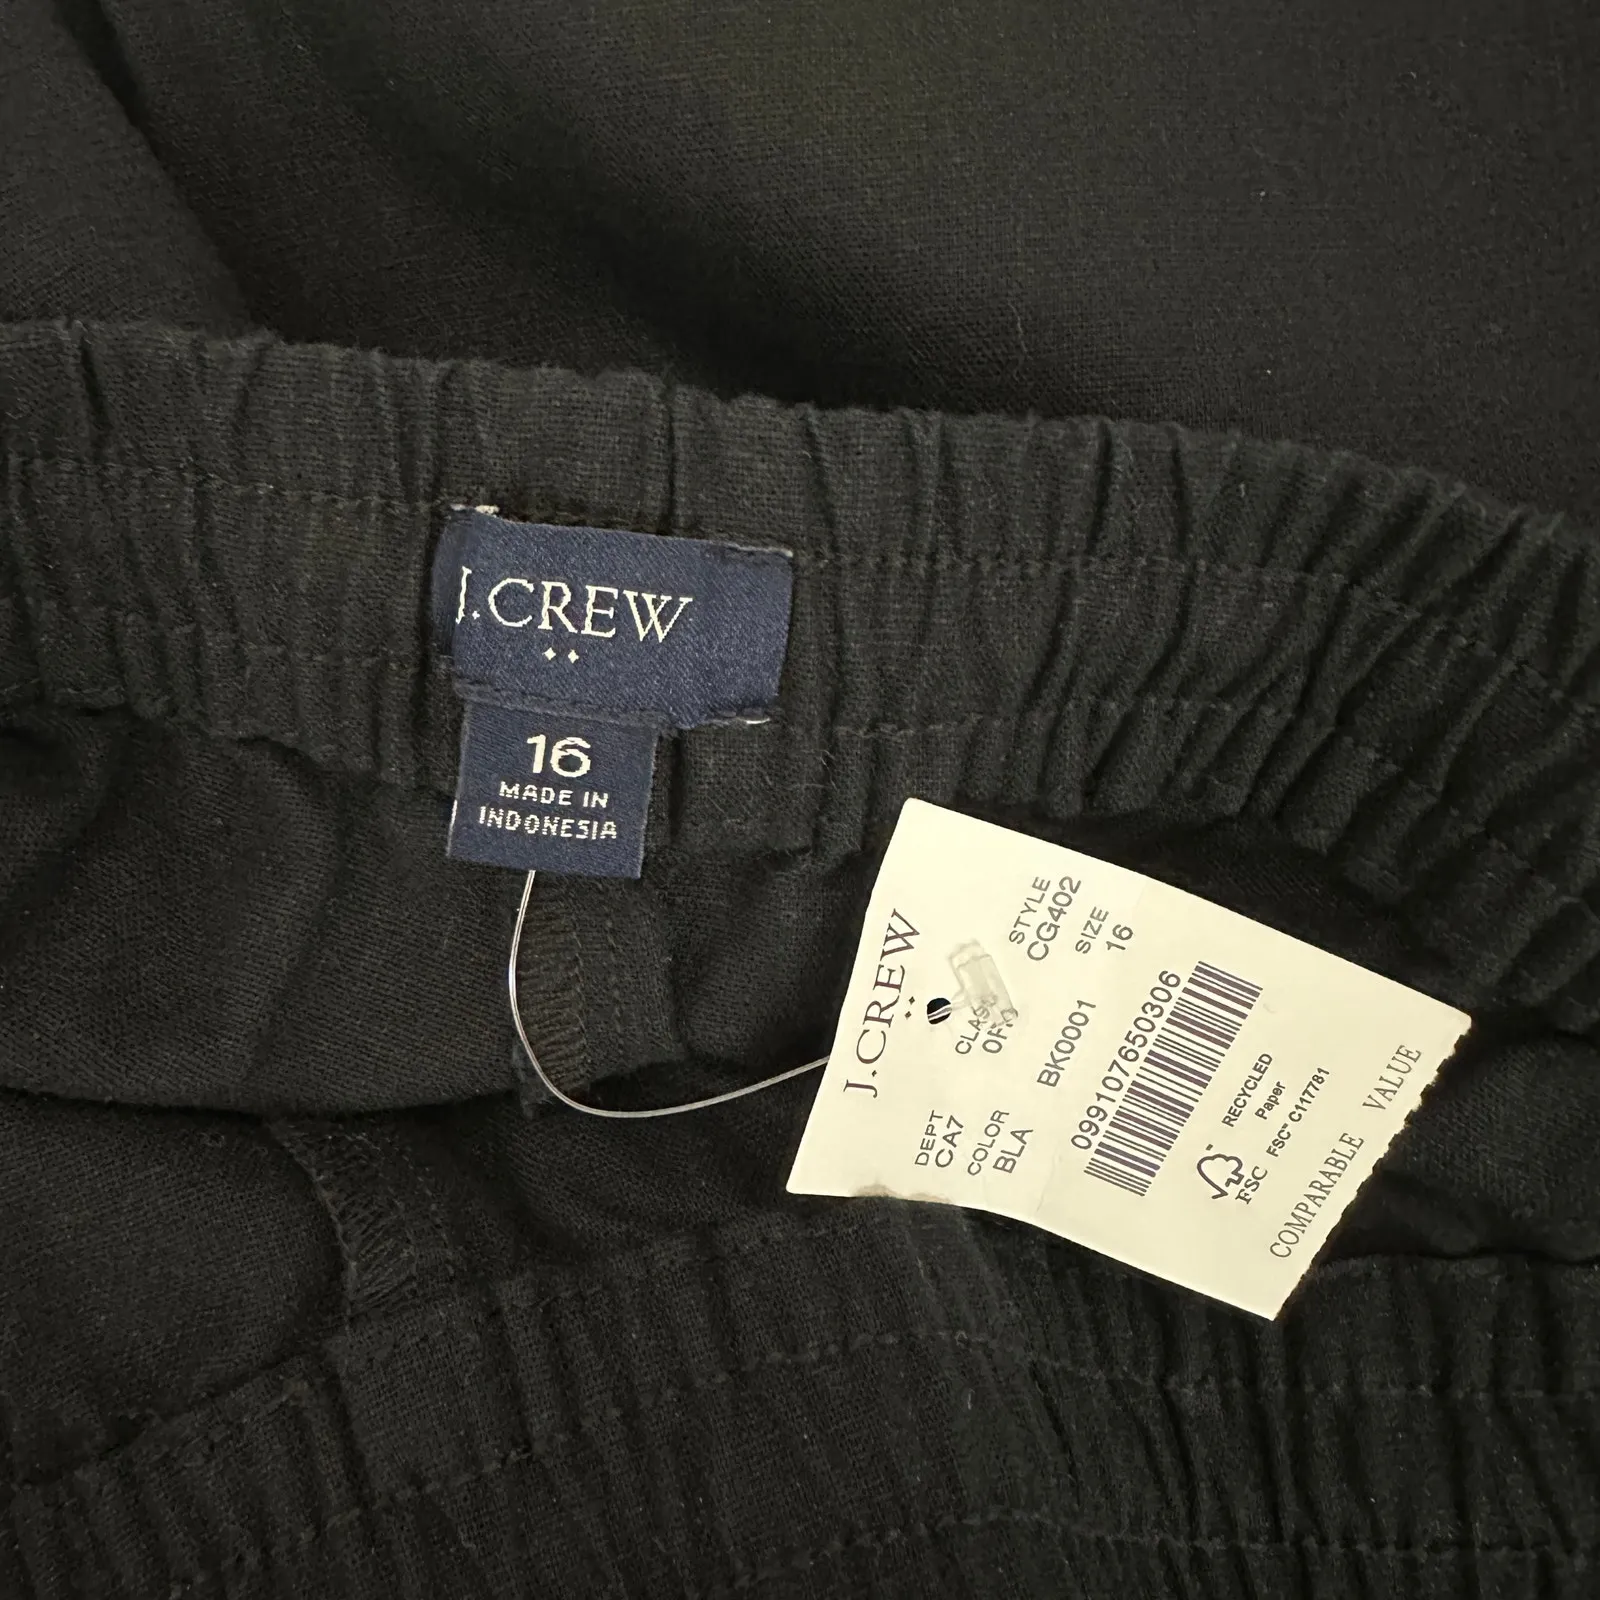 J.CREW
16
MADE IN
INDONESIA
J.CREW
STYLE
CG402
SIZE
16
DEPT
CA7
COLOR
BLA
BK0001
099107650306
RECYCLED
Paper
FSC™ C117781
FSC
COMPARABLE VALUE